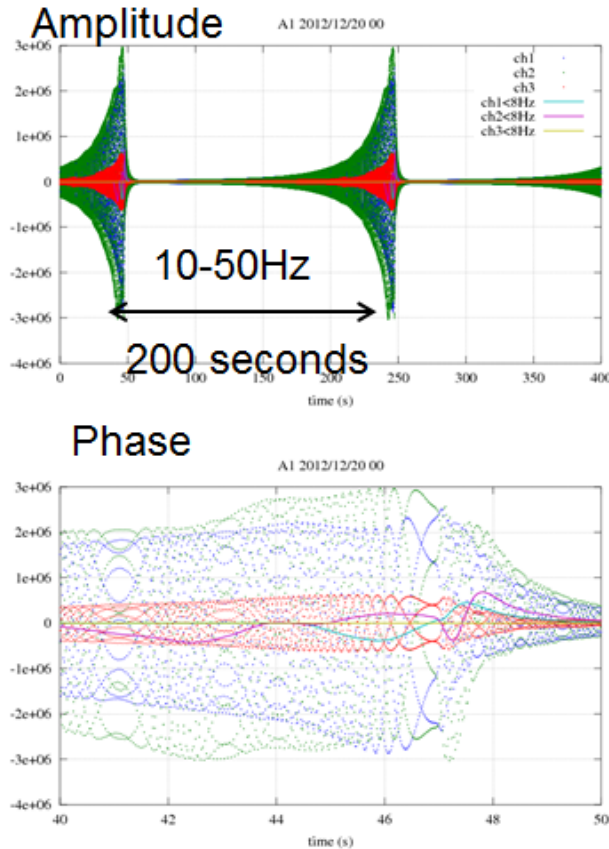 Amplitude
A1 2012/12/20 00
3e+06
2e+06
1e+06
0
-1e+06
-2e+06
-3e+06
-4e+06
ch1
ch2
ch3
ch1<8Hz
ch2<8Hz
ch3<8Hz
10-50Hz
200 seconds
0 50 100 150 200 250 300 350 400
time (s)
Phase
A1 2012/12/20 00
3e+06
2e+06
1e+06
0
-1e+06
-2e+06
-3e+06
-4e+06
40 42 44 46 48 50
time (s)